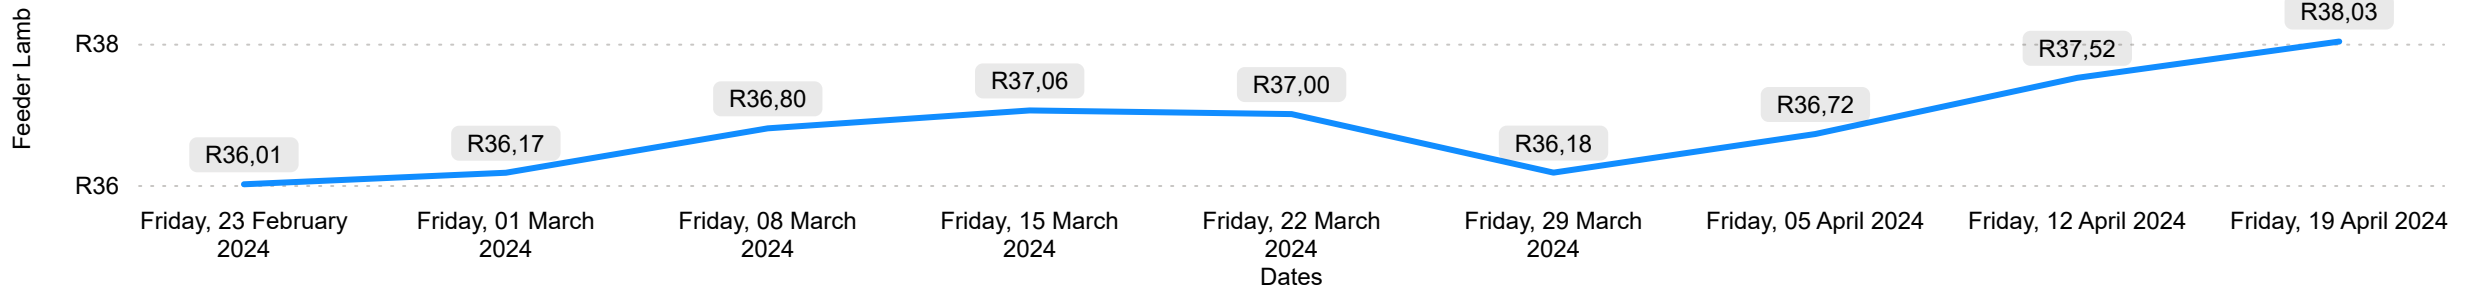 Feeder Lamb
R38
R36
R36,01
R36,17
R36,80
R37,06
R37,00
R36,18
R36,72
R37,52
R38,03
Friday, 23 February
2024
Friday, 01 March
2024
Friday, 08 March
2024
Friday, 15 March
2024
Friday, 22 March
2024
Friday, 29 March
2024
Friday, 05 April 2024
Friday, 12 April 2024
Friday, 19 April 2024
Dates